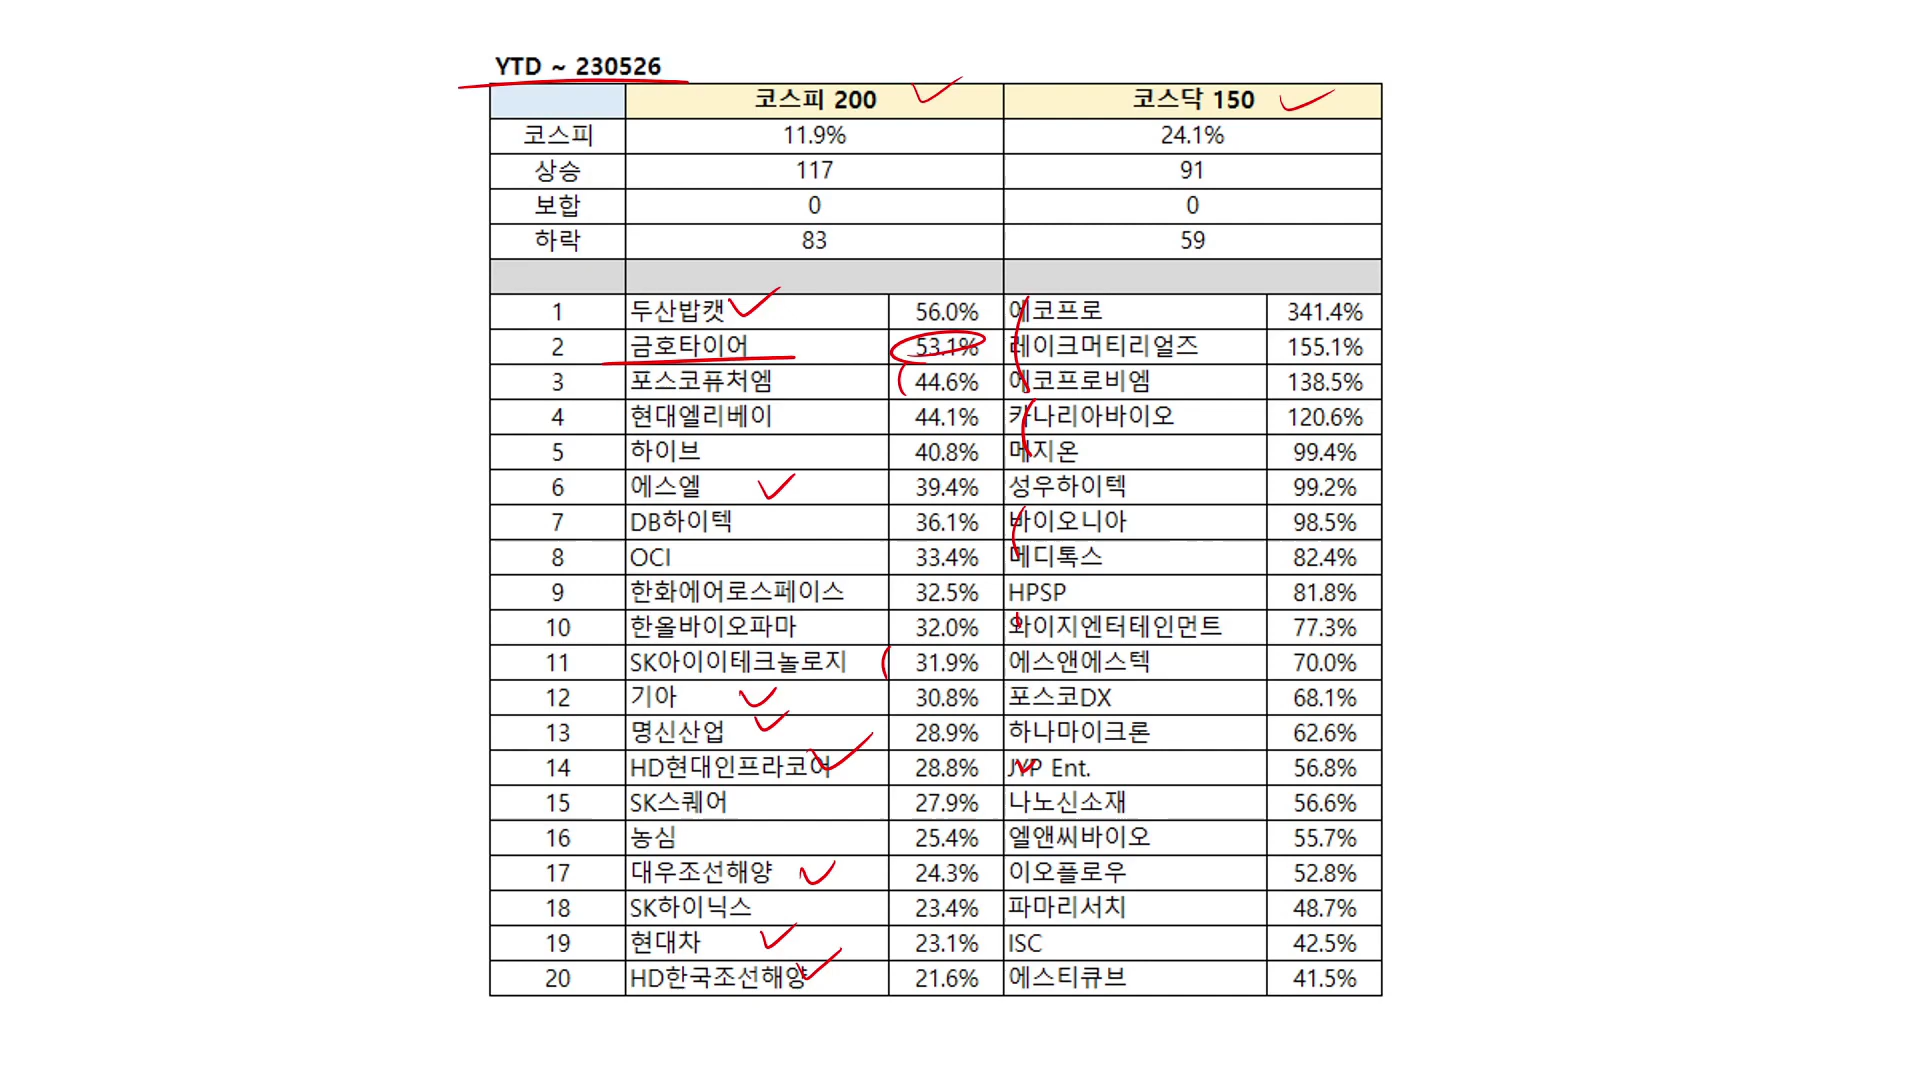 YTD ~ 230526
코스피 200 코스닥 150
코스피 11.9% 24.1%
상승 117 91
보합 0 0
하락 83 59
1 두산밥캣 56.0% 에코프로 341.4%
2 금호타이어 53.1% 레이크머티리얼즈 155.1%
3 포스코퓨처엠 44.6% 에코프로비엠 138.5%
4 현대엘리베이 44.1% 카나리아바이오 120.6%
5 하이브 40.8% 메지온 99.4%
6 에스엘 39.4% 성우하이텍 99.2%
7 DB하이텍 36.1% 바이오니아 98.5%
8 OCI 33.4% 메디톡스 82.4%
9 한화에어로스페이스 32.5% HPSP 81.8%
10 한올바이오파마 32.0% 와이지엔터테인먼트 77.3%
11 SK아이이테크놀로지 31.9% 에스앤에스텍 70.0%
12 기아 30.8% 포스코DX 68.1%
13 명신산업 28.9% 하나마이크론 62.6%
14 HD현대인프라코어 28.8% JYP Ent. 56.8%
15 SK스퀘어 27.9% 나노신소재 56.6%
16 농심 25.4% 엘앤씨바이오 55.7%
17 대우조선해양 24.3% 이오플로우 52.8%
18 SK하이닉스 23.4% 파마리서치 48.7%
19 현대차 23.1% ISC 42.5%
20 HD한국조선해양 21.6% 에스티큐브 41.5%